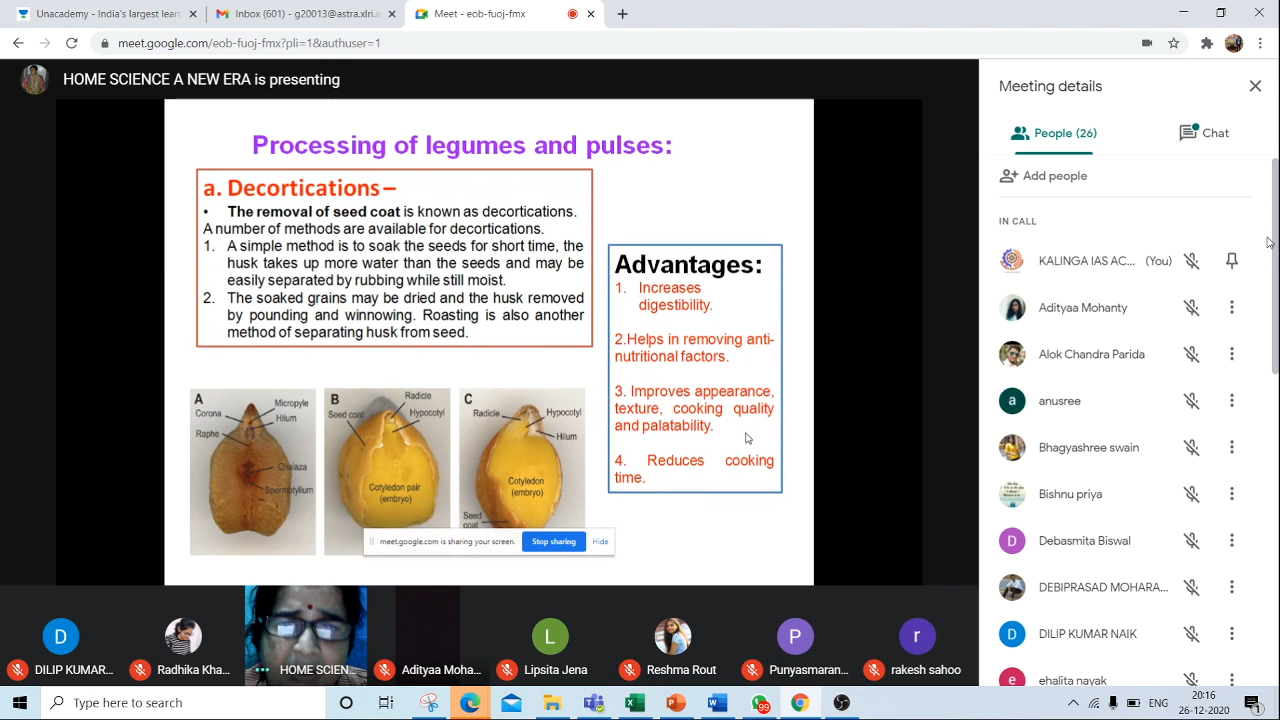 Unacademy - India's largest learn
Inbox (601) - g20013@astra.xlri.a
Meet - eob-fuoj-fmx
meet.google.com/eob-fuoj-fmx?pli=1&authuser=1
HOME SCIENCE A NEW ERA is presenting
Processing of legumes and pulses:
a. Decortications –
• The removal of seed coat is known as decortications.
A number of methods are available for decortications.
1. A simple method is to soak the seeds for short time, the
husk takes up more water than the seeds and may be
easily separated by rubbing while still moist.
2. The soaked grains may be dried and the husk removed
by pounding and winnowing. Roasting is also another
method of separating husk from seed.
Advantages:
1. Increases
digestibility.
2.Helps in removing anti-
nutritional factors.
3. Improves appearance,
texture, cooking quality
and palatability.
4. Reduces cooking
time.
A
Corona
Micropyle
Hilum
Raphe
Chalaza
Spermotylium
B
Radicle
Seed coat
Hypocotyl
Cotyledon pair
(embryo)
C
Radicle
Hypocotyl
Hilum
Cotyledon
(embryo)
Seed
coat
meet.google.com is sharing your screen.
Stop sharing
Hide
D
DILIP KUMAR...
Radhika Kha...
HOME SCIEN...
Adityaa Moha...
L
Lipsita Jena
Reshma Rout
P
Punyasmaran...
r
rakesh sahoo
Meeting details
People (26)
Chat
Add people
IN CALL
KALINGA IAS AC... (You)
Adityaa Mohanty
Alok Chandra Parida
a
anusree
Bhagyashree swain
Bishnu priya
D
Debasmita Biswal
DEBIPRASAD MOHARA...
D
DILIP KUMAR NAIK
e
ehalita nayak
Type here to search
99
20:16
26-12-2020
1